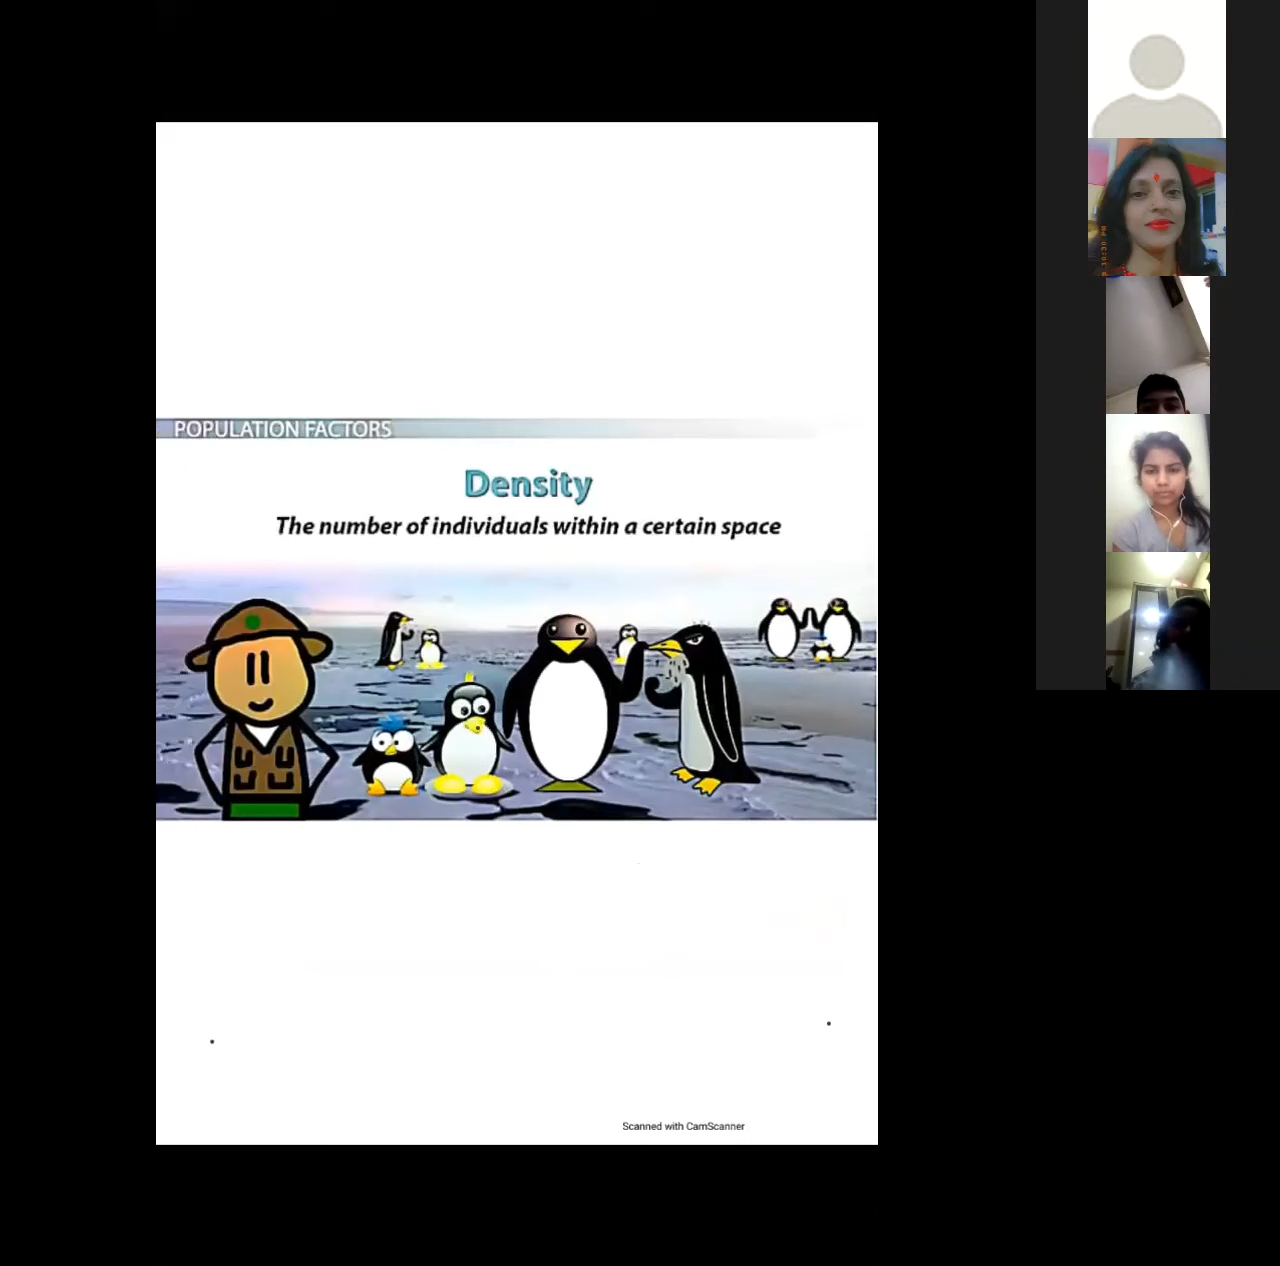 POPULATION FACTORS
Density
The number of individuals within a certain space
Scanned with CamScanner